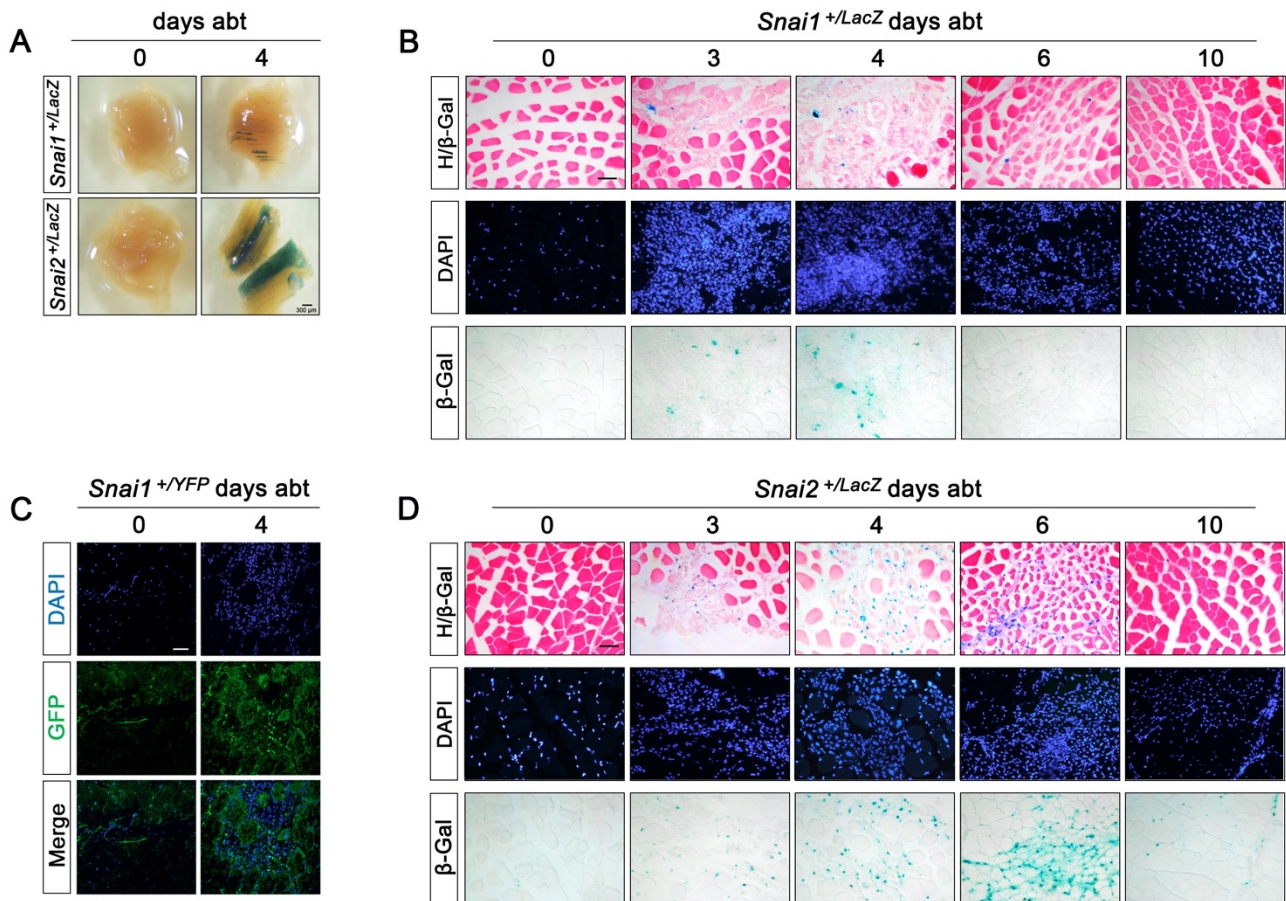 A
days abt
0 4
Snai1 +/LacZ
Snai2 +/LacZ
300 µm
B
Snai1 +/LacZ days abt
0 3 4 6 10
H/β-Gal
DAPI
β-Gal
C
Snai1 +/YFP days abt
0 4
DAPI
GFP
Merge
D
Snai2 +/LacZ days abt
0 3 4 6 10
H/β-Gal
DAPI
β-Gal